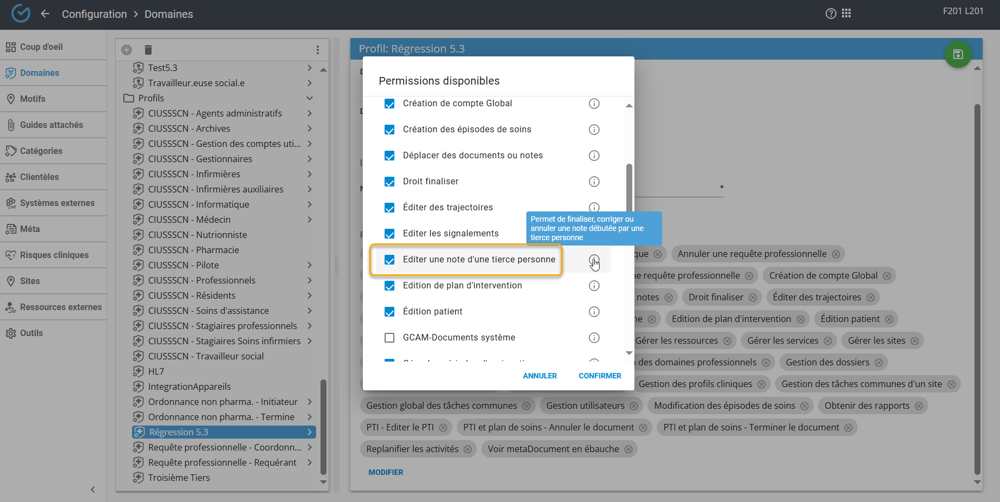 Configuration > Domaines
F201 L201
Coup d'oeil
Domaines
Motifs
Guides attachés
Catégories
Clientèles
Systèmes externes
Méta
Risques cliniques
Sites
Ressources externes
Outils
Test5.3
Travailleur.euse social.e
Profils
CIUSSSCN - Agents administratifs
CIUSSSCN - Archives
CIUSSSCN - Gestion des comptes uti...
CIUSSSCN - Gestionnaires
CIUSSSCN - Infirmières
CIUSSSCN - Infirmières auxiliaires
CIUSSSCN - Informatique
CIUSSSCN - Médecin
CIUSSSCN - Nutrionniste
CIUSSSCN - Pharmacie
CIUSSSCN - Pilote
CIUSSSCN - Professionnels
CIUSSSCN - Résidents
CIUSSSCN - Soins d'assistance
CIUSSSCN - Stagiaires professionnels
CIUSSSCN - Stagiaires Soins infirmiers
CIUSSSCN - Travailleur social
HL7
IntegrationAppareils
Ordonnance non pharma. - Initiateur
Ordonnance non pharma. - Termine
Régression 5.3
Requête professionnelle - Coordonn...
Requête professionnelle - Requérant
Troisième Tiers
Profil: Régression 5.3
Permissions disponibles
Création de compte Global
Création des épisodes de soins
Déplacer des documents ou notes
Droit finaliser
Éditer des trajectoires
Editer les signalements
Permet de finaliser, corriger ou
annuler une note débutée par une
tierce personne
Editer une note d'une tierce personne
Edition de plan d'intervention
Édition patient
GCAM-Documents système
ANNULER CONFIRMER
*
que Annuler une requête professionnelle
ne requête professionnelle Création de compte Global
notes Droit finaliser Éditer des trajectoires
ne Edition de plan d'intervention Édition patient
Gérer les ressources Gérer les services Gérer les sites
des domaines professionnels Gestion des dossiers
Gestion des profils cliniques Gestion des tâches communes d'un site
Gestion global des tâches communes Gestion utilisateurs Modification des épisodes de soins Obtenir des rapports
PTI - Editer le PTI PTI et plan de soins - Annuler le document PTI et plan de soins - Terminer le document
Replanifier les activités Voir metaDocument en ébauche
MODIFIER